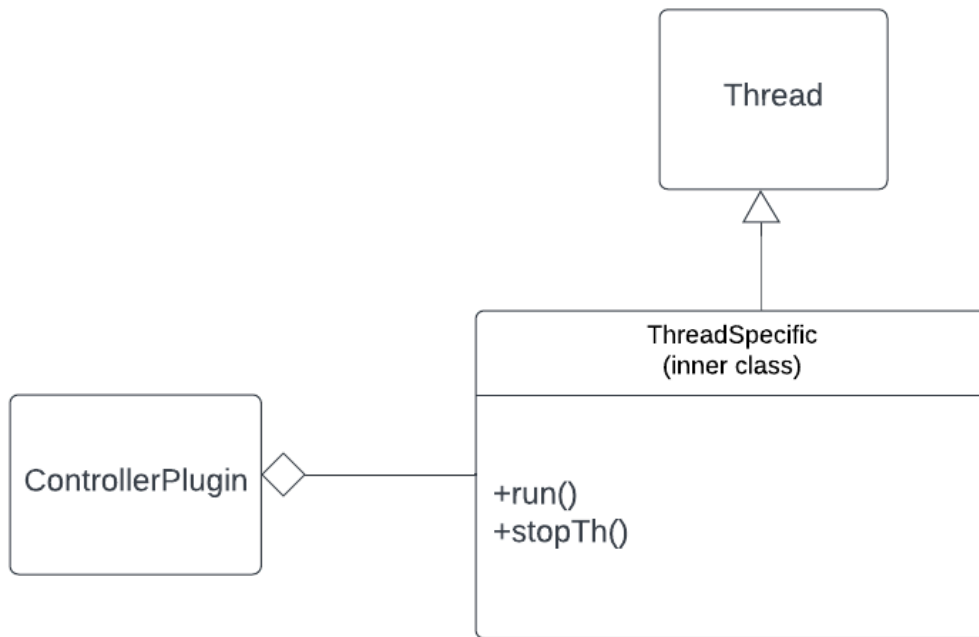 Thread
ThreadSpecific
(inner class)
ControllerPlugin
+run()
+stopTh()